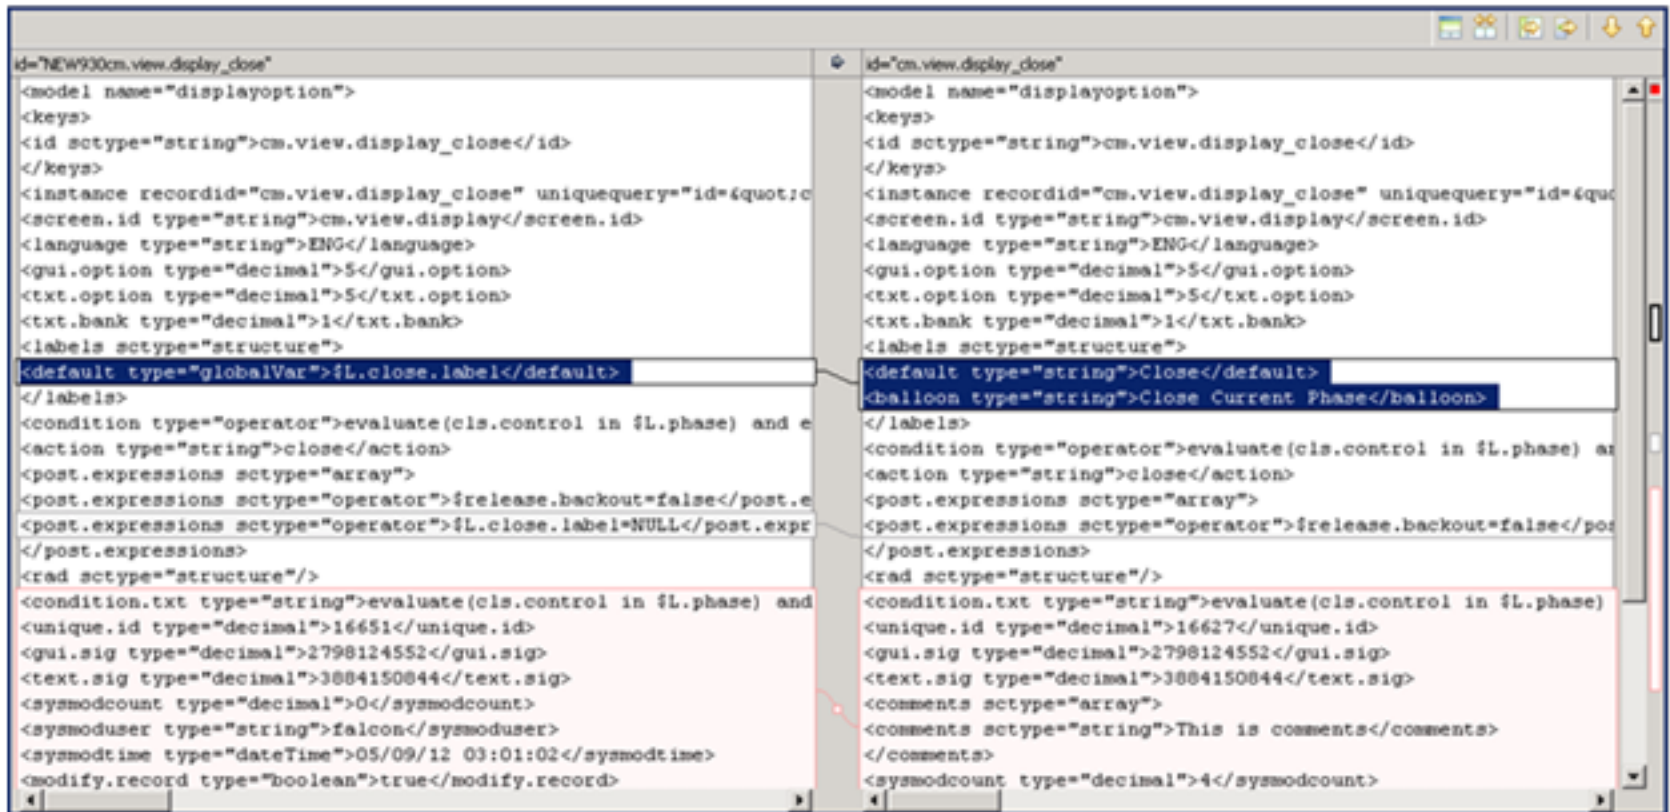 id="NEW930cm.view.display_close"
<model name="displayoption">
<keys>
<id sctype="string">cm.view.display_close</id>
</keys>
<instance recordid="cm.view.display_close" uniquequery="id=&quot;c
<screen.id type="string">cm.view.display</screen.id>
<language type="string">ENG</language>
<gui.option type="decimal">5</gui.option>
<txt.option type="decimal">5</txt.option>
<txt.bank type="decimal">1</txt.bank>
<labels sctype="structure">
<default type="globalVar">$L.close.label</default>
</labels>
<condition type="operator">evaluate(cls.control in $L.phase) and e
<action type="string">close</action>
<post.expressions sctype="array">
<post.expressions sctype="operator">$release.backout=false</post.e
<post.expressions sctype="operator">$L.close.label=NULL</post.expr
</post.expressions>
<rad sctype="structure"/>
<condition.txt type="string">evaluate(cls.control in $L.phase) and
<unique.id type="decimal">16651</unique.id>
<gui.sig type="decimal">2798124552</gui.sig>
<text.sig type="decimal">3884150844</text.sig>
<sysmodcount type="decimal">0</sysmodcount>
<sysmoduser type="string">falcon</sysmoduser>
<sysmodtime type="dateTime">05/09/12 03:01:02</sysmodtime>
<modify.record type="boolean">true</modify.record>
id="cm.view.display_close"
<model name="displayoption">
<keys>
<id sctype="string">cm.view.display_close</id>
</keys>
<instance recordid="cm.view.display_close" uniquequery="id=&quo
<screen.id type="string">cm.view.display</screen.id>
<language type="string">ENG</language>
<gui.option type="decimal">5</gui.option>
<txt.option type="decimal">5</txt.option>
<txt.bank type="decimal">1</txt.bank>
<labels sctype="structure">
<default type="string">Close</default>
<balloon type="string">Close Current Phase</balloon>
</labels>
<condition type="operator">evaluate(cls.control in $L.phase) an
<action type="string">close</action>
<post.expressions sctype="array">
<post.expressions sctype="operator">$release.backout=false</pos
</post.expressions>
<rad sctype="structure"/>
<condition.txt type="string">evaluate(cls.control in $L.phase)
<unique.id type="decimal">16627</unique.id>
<gui.sig type="decimal">2798124552</gui.sig>
<text.sig type="decimal">3884150844</text.sig>
<comments sctype="array">
<comments sctype="string">This is comments</comments>
</comments>
<sysmodcount type="decimal">4</sysmodcount>